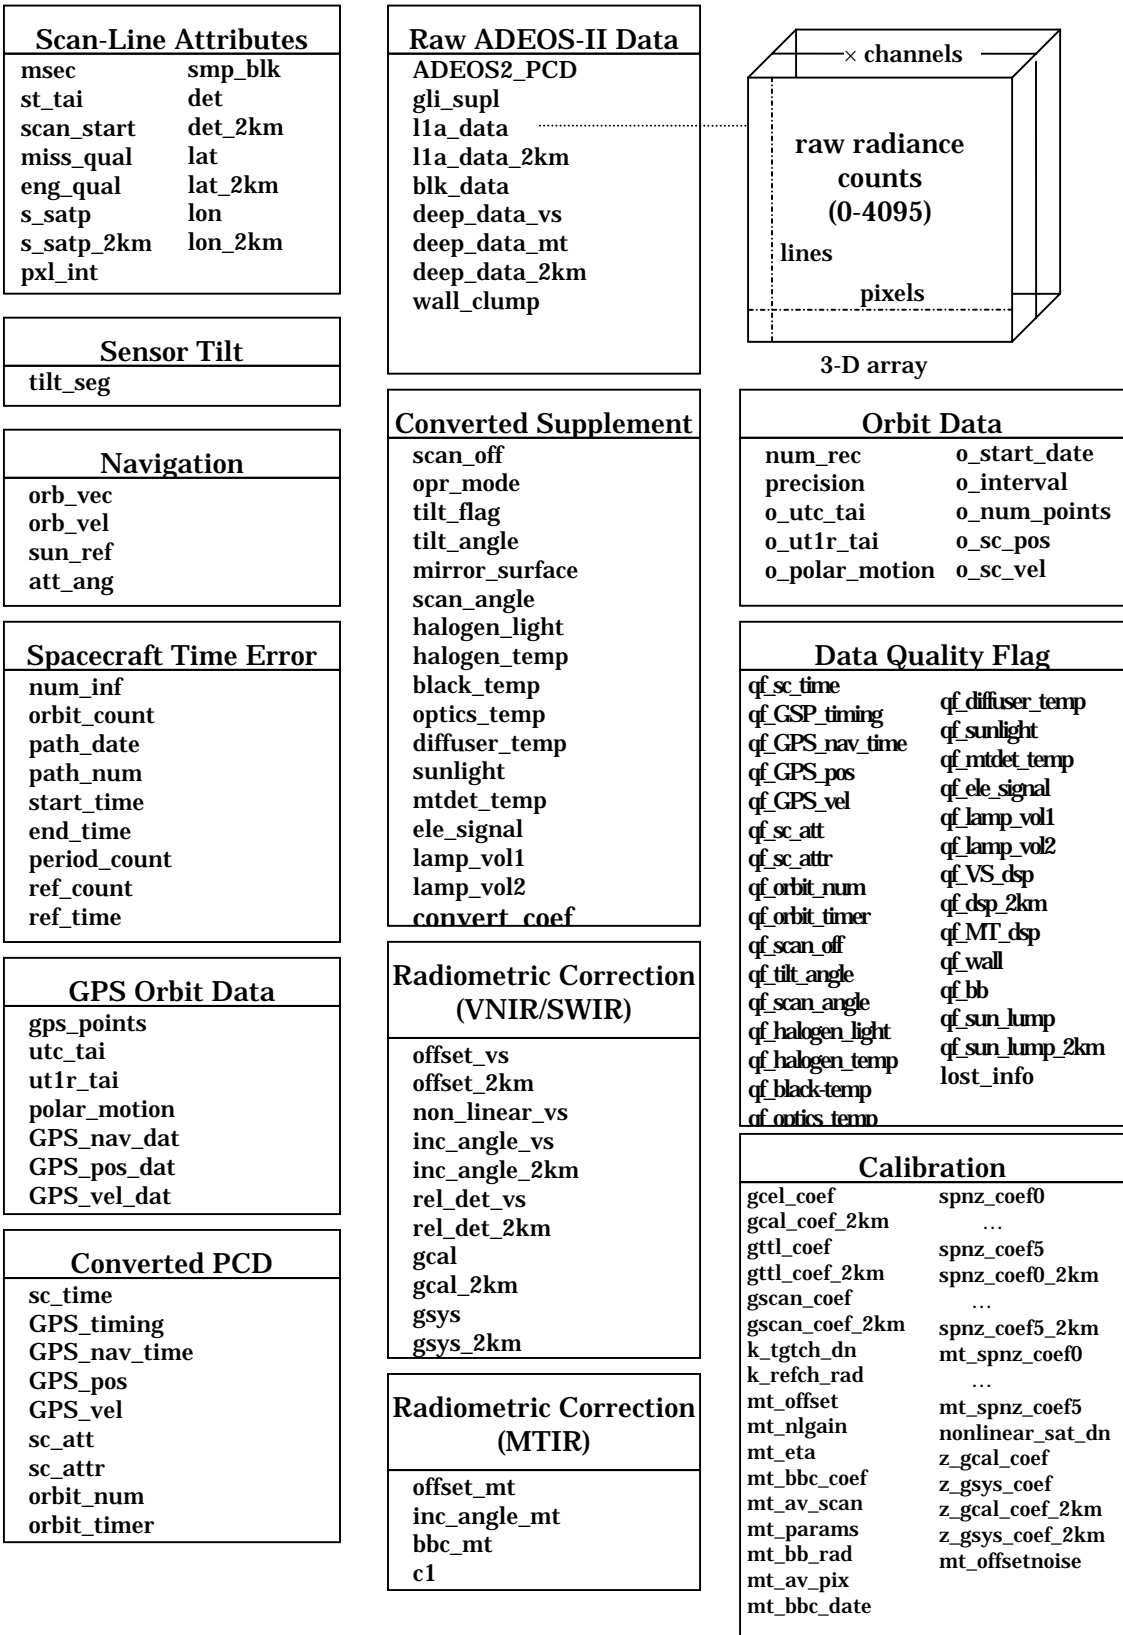 Scan-Line Attributes
msec
st_tai
scan_start
miss_qual
eng_qual
s_satp
s_satp_2km
pxl_int
smp_blk
det
det_2km
lat
lat_2km
lon
lon_2km
Sensor Tilt
tilt_seg
Navigation
orb_vec
orb_vel
sun_ref
att_ang
Spacecraft Time Error
num_inf
orbit_count
path_date
path_num
start_time
end_time
period_count
ref_count
ref_time
GPS Orbit Data
gps_points
utc_tai
ut1r_tai
polar_motion
GPS_nav_dat
GPS_pos_dat
GPS_vel_dat
Converted PCD
sc_time
GPS_timing
GPS_nav_time
GPS_pos
GPS_vel
sc_att
sc_attr
orbit_num
orbit_timer
Raw ADEOS-II Data
ADEOS2_PCD
gli_supl
l1a_data
l1a_data_2km
blk_data
deep_data_vs
deep_data_mt
deep_data_2km
wall_clump
Converted Supplement
scan_off
opr_mode
tilt_flag
tilt_angle
mirror_surface
scan_angle
halogen_light
halogen_temp
black_temp
optics_temp
diffuser_temp
sunlight
mtdet_temp
ele_signal
lamp_vol1
lamp_vol2
convert_coef
Radiometric Correction
(VNIR/SWIR)
offset_vs
offset_2km
non_linear_vs
inc_angle_vs
inc_angle_2km
rel_det_vs
rel_det_2km
gcal
gcal_2km
gsys
gsys_2km
Radiometric Correction
(MTIR)
offset_mt
inc_angle_mt
bbc_mt
c1
× channels
raw radiance
counts
(0-4095)
lines
pixels
3-D array
Orbit Data
num_rec
precision
o_utc_tai
o_ut1r_tai
o_polar_motion
o_start_date
o_interval
o_num_points
o_sc_pos
o_sc_vel
Data Quality Flag
qf_sc_time
qf_GSP_timing
qf_GPS_nav_time
qf_GPS_pos
qf_GPS_vel
qf_sc_att
qf_sc_attr
qf_orbit_num
qf_orbit_timer
qf_scan_off
qf_tilt_angle
qf_scan_angle
qf_halogen_light
qf_halogen_temp
qf_black-temp
qf_optics_temp
qf_diffuser_temp
qf_sunlight
qf_mtdet_temp
qf_ele_signal
qf_lamp_vol1
qf_lamp_vol2
qf_VS_dsp
qf_dsp_2km
qf_MT_dsp
qf_wall
qf_bb
qf_sun_lump
qf_sun_lump_2km
lost_info
Calibration
gcel_coef
gcal_coef_2km
gttl_coef
gttl_coef_2km
gscan_coef
gscan_coef_2km
k_tgtch_dn
k_refch_rad
mt_offset
mt_nlgain
mt_eta
mt_bbc_coef
mt_av_scan
mt_params
mt_bb_rad
mt_av_pix
mt_bbc_date
spnz_coef0
…
spnz_coef5
spnz_coef0_2km
…
spnz_coef5_2km
mt_spnz_coef0
…
mt_spnz_coef5
nonlinear_sat_dn
z_gcal_coef
z_gsys_coef
z_gcal_coef_2km
z_gsys_coef_2km
mt_offsetnoise